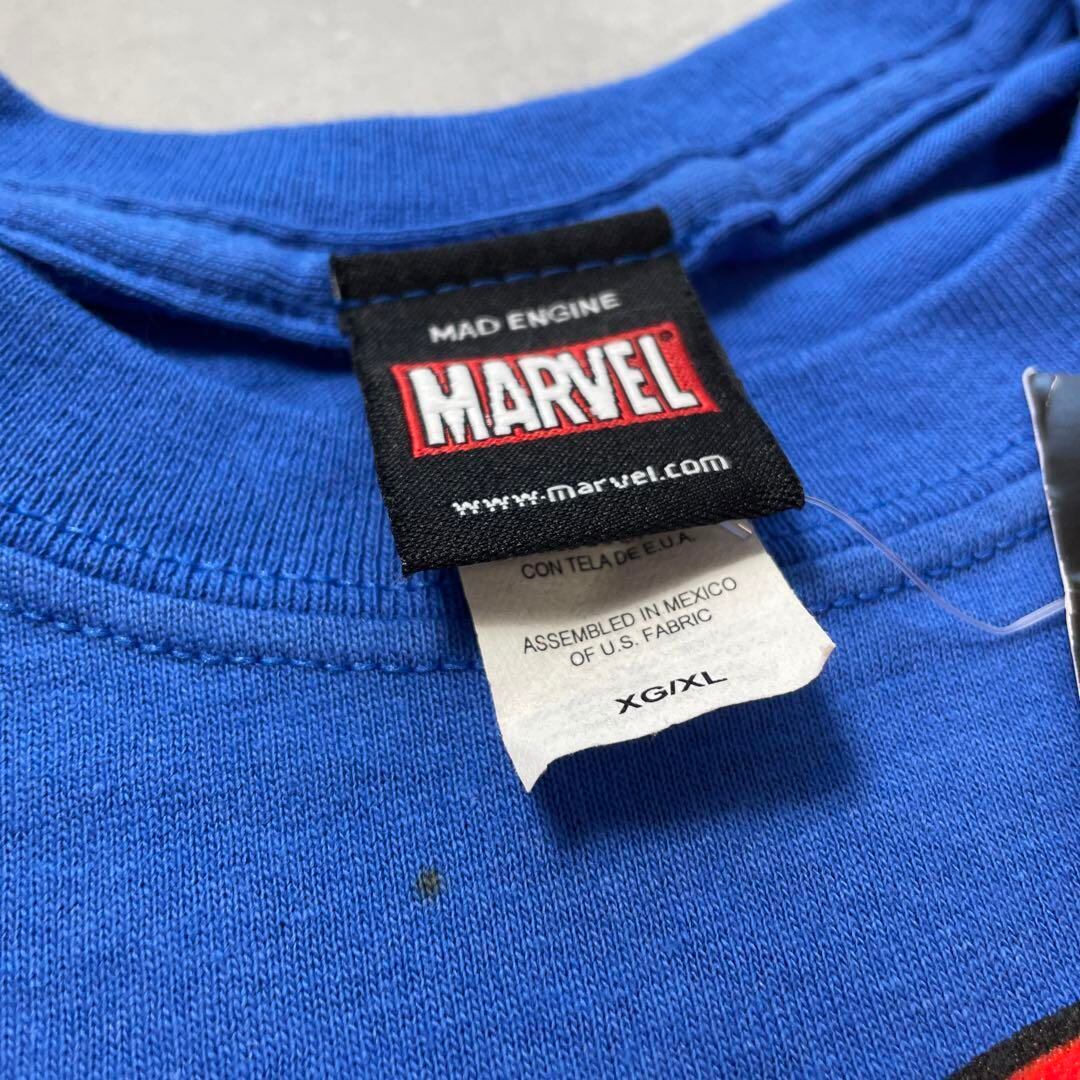 MAD ENGINE
MARVEL
www.marvel.com
CON TELA DE E.U.A.
ASSEMBLED IN MEXICO
OF U.S. FABRIC
XG/XL